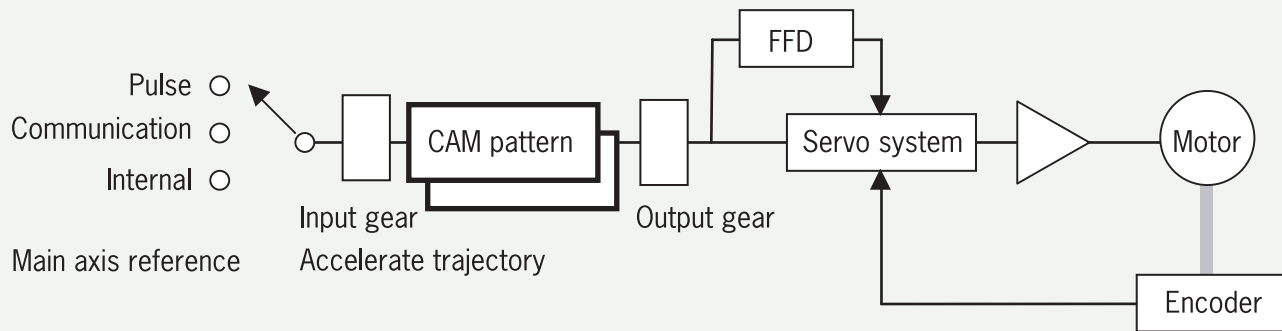 FFD
Pulse
Communication
Internal
CAM pattern
Servo system
Motor
Input gear
Output gear
Main axis reference
Accelerate trajectory
Encoder